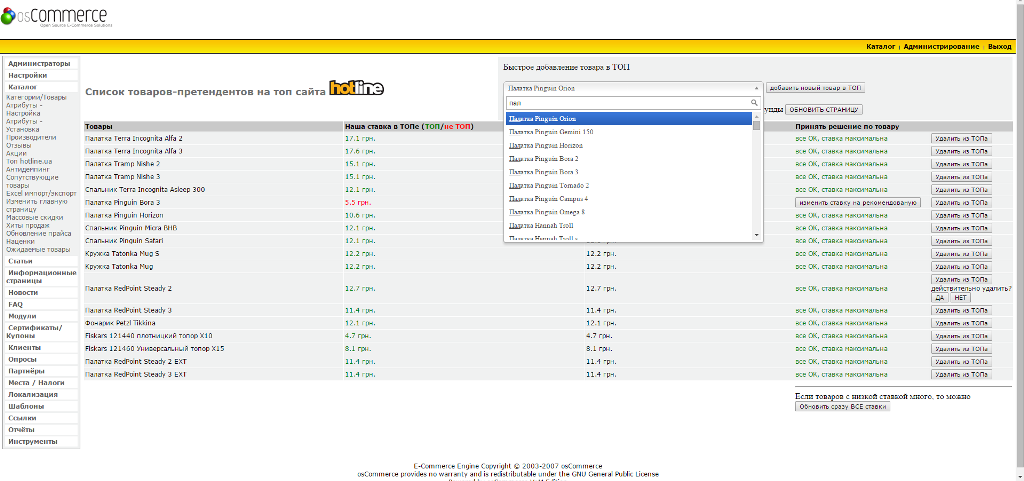 osCommerce
Open Source E-Commerce Solutions
Каталог | Администрирование | Выход
Администраторы
Настройки
Каталог
Категории/Товары
Атрибуты -
Настройка
Атрибуты -
Установка
Производители
Отзывы
Акции
Топ hotline.ua
Антидемпинг
Сопутствующие
товары
Excel импорт/экспорт
Изменить главную
страницу
Массовые скидки
Хиты продаж
Обновление прайса
Наценки
Ожидаемые товары
Статьи
Информационные
страницы
Новости
FAQ
Модули
Сертификаты/
Купоны
Клиенты
Опросы
Партнёры
Места / Налоги
Локализация
Шаблоны
Ссылки
Отчёты
Инструменты
Список товаров-претендентов на топ сайта hotline
Быстрое добавление товара в ТОП
Палатка Pinguin Orion добавить новый товар в ТОП
пал
унды ОБНОВИТЬ СТРАНИЦУ
Палатка Pinguin Orion
Палатка Pinguin Gemini 150
Палатка Pinguin Horizon
Палатка Pinguin Bora 2
Палатка Pinguin Bora 3
Палатка Pinguin Tornado 2
Палатка Pinguin Campus 4
Палатка Pinguin Omega 8
Палатка Hannah Troll
Палатка Hannah Troll s
Товары Наша ставка в ТОПе (ТОП/не ТОП) Принять решение по товару
Палатка Terra Incognita Alfa 2 17.1 грн. все ОК, ставка максимальна Удалить из ТОПа
Палатка Terra Incognita Alfa 3 17.6 грн. все ОК, ставка максимальна Удалить из ТОПа
Палатка Tramp Nishe 2 15.1 грн. все ОК, ставка максимальна Удалить из ТОПа
Палатка Tramp Nishe 3 15.1 грн. все ОК, ставка максимальна Удалить из ТОПа
Спальник Terra Incognita Asleep 300 12.1 грн. все ОК, ставка максимальна Удалить из ТОПа
Палатка Pinguin Bora 3 5.5 грн. изменить ставку на рекомендованую Удалить из ТОПа
Палатка Pinguin Horizon 10.6 грн. все ОК, ставка максимальна Удалить из ТОПа
Спальник Pinguin Micra BHB 12.1 грн. все ОК, ставка максимальна Удалить из ТОПа
Спальник Pinguin Safari 12.1 грн. все ОК, ставка максимальна Удалить из ТОПа
Кружка Tatonka Mug S 12.2 грн. 12.2 грн. все ОК, ставка максимальна Удалить из ТОПа
Кружка Tatonka Mug 12.2 грн. 12.2 грн. все ОК, ставка максимальна Удалить из ТОПа
Палатка RedPoint Steady 2 12.7 грн. 12.7 грн. все ОК, ставка максимальна Удалить из ТОПа
действительно удалить?
ДА НЕТ
Палатка RedPoint Steady 3 11.4 грн. 11.4 грн. все ОК, ставка максимальна Удалить из ТОПа
Фонарик Petzl Tikkina 12.1 грн. 12.1 грн. все ОК, ставка максимальна Удалить из ТОПа
Fiskars 121440 плотницкий топор X10 4.7 грн. 4.7 грн. все ОК, ставка максимальна Удалить из ТОПа
Fiskars 121460 Универсальный топор X15 8.1 грн. 8.1 грн. все ОК, ставка максимальна Удалить из ТОПа
Палатка RedPoint Steady 2 EXT 11.4 грн. 11.4 грн. все ОК, ставка максимальна Удалить из ТОПа
Палатка RedPoint Steady 3 EXT 11.4 грн. 11.4 грн. все ОК, ставка максимальна Удалить из ТОПа
Если товаров с низкой ставкой много, то можно
Обновить сразу ВСЕ ставки
E-Commerce Engine Copyright © 2003-2007 osCommerce
osCommerce provides no warranty and is redistributable under the GNU General Public License